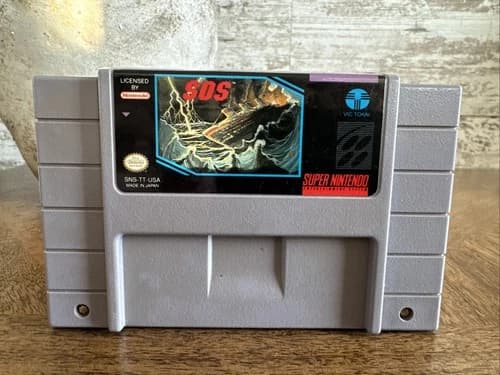 LICENSED
BY
Nintendo
SOS
VIC TOKAI
SNS-TT-USA
MADE IN JAPAN
SUPER NINTENDO